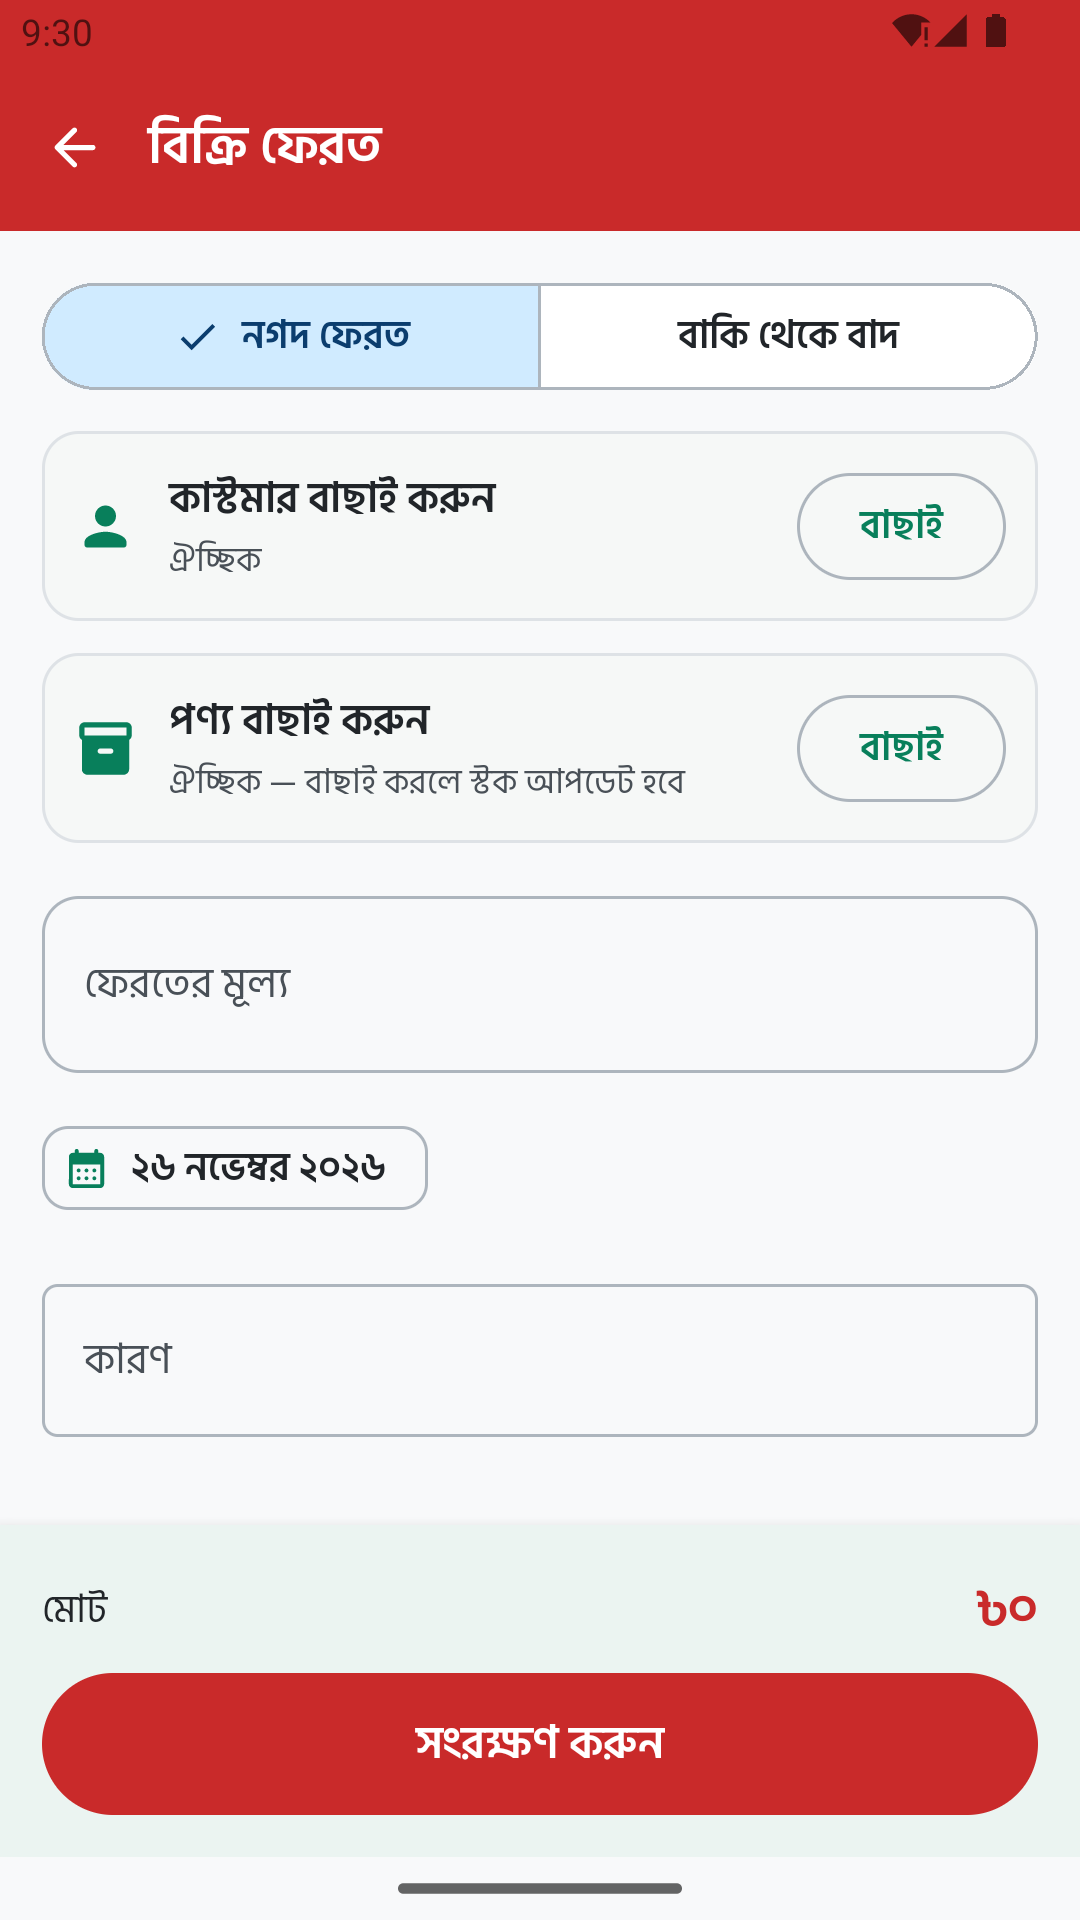 9:30
বিক্রি ফেরত
নগদ ফেরত
বাকি থেকে বাদ
কাস্টমার বাছাই করুন
ঐচ্ছিক
বাছাই
পণ্য বাছাই করুন
ঐচ্ছিক — বাছাই করলে স্টক আপডেট হবে
বাছাই
ফেরতের মূল্য
২৬ নভেম্বর ২০২৬
কারণ
মোট
৳০
সংরক্ষণ করুন